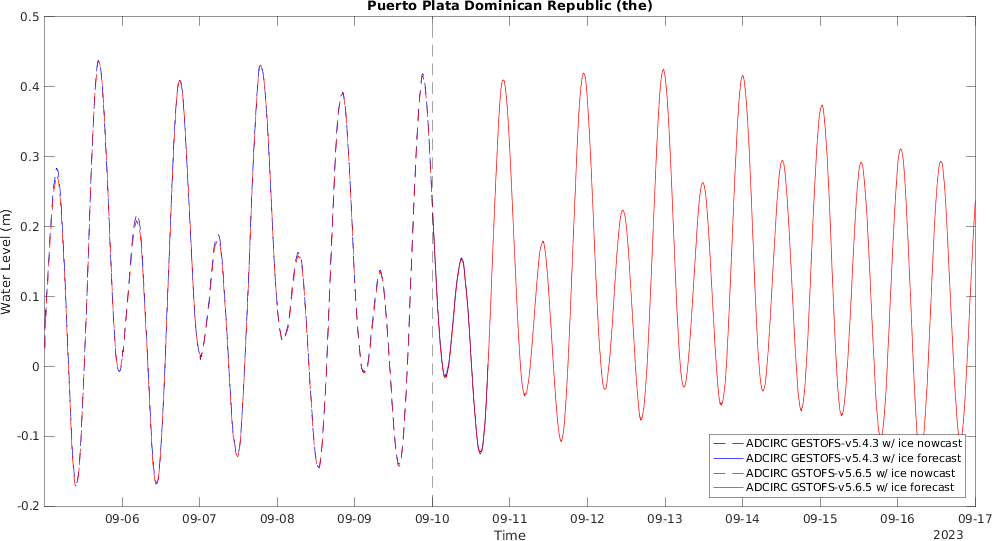 Puerto Plata Dominican Republic (the)
0.5
0.4
0.3
0.2
0.1
0
-0.1
-0.2
Water Level (m)
ADCIRC GESTOFS-v5.4.3 w/ ice nowcast
ADCIRC GESTOFS-v5.4.3 w/ ice forecast
ADCIRC GSTOFS-v5.6.5 w/ ice nowcast
ADCIRC GSTOFS-v5.6.5 w/ ice forecast
09-06 09-07 09-08 09-09 09-10 09-11 09-12 09-13 09-14 09-15 09-16 09-17
Time
2023